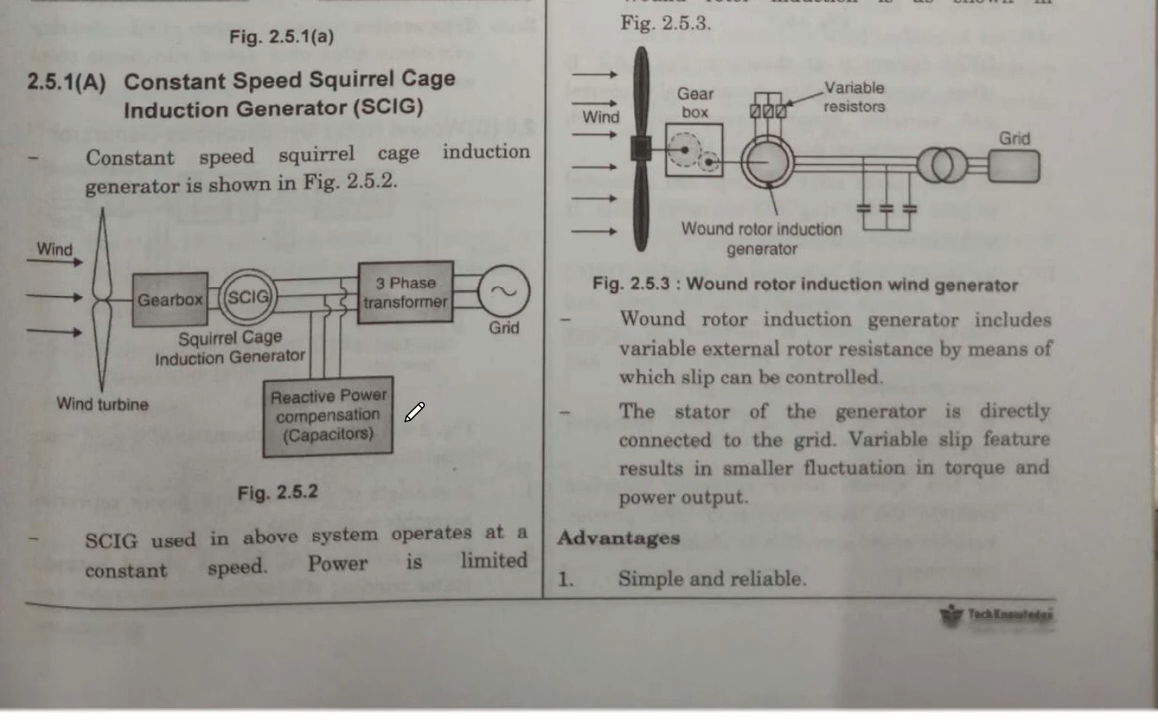 Fig. 2.5.1(a)
2.5.1(A) Constant Speed Squirrel Cage
Induction Generator (SCIG)
– Constant speed squirrel cage induction
generator is shown in Fig. 2.5.2.
Wind
Gearbox
SCIG
3 Phase
transformer
Grid
Squirrel Cage
Induction Generator
Wind turbine
Reactive Power
compensation
(Capacitors)
Fig. 2.5.2
– SCIG used in above system operates at a
constant speed. Power is limited
Fig. 2.5.3.
Wind
Gear
box
Variable
resistors
Grid
Wound rotor induction
generator
Fig. 2.5.3 : Wound rotor induction wind generator
– Wound rotor induction generator includes
variable external rotor resistance by means of
which slip can be controlled.
– The stator of the generator is directly
connected to the grid. Variable slip feature
results in smaller fluctuation in torque and
power output.
Advantages
1. Simple and reliable.
TechKnowledge